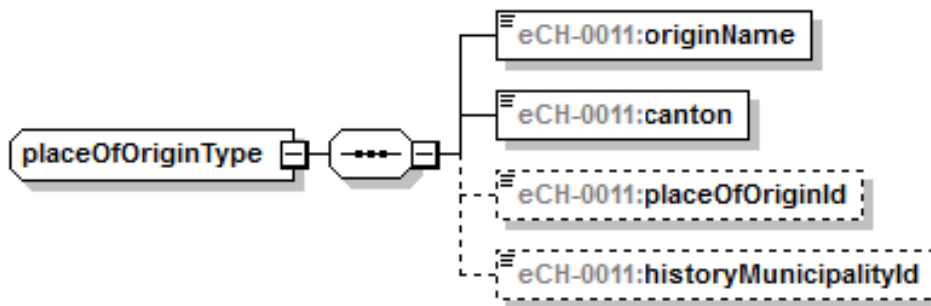 eCH-0011:originName
eCH-0011:canton
placeOfOriginType
eCH-0011:placeOfOriginId
eCH-0011:historyMunicipalityId